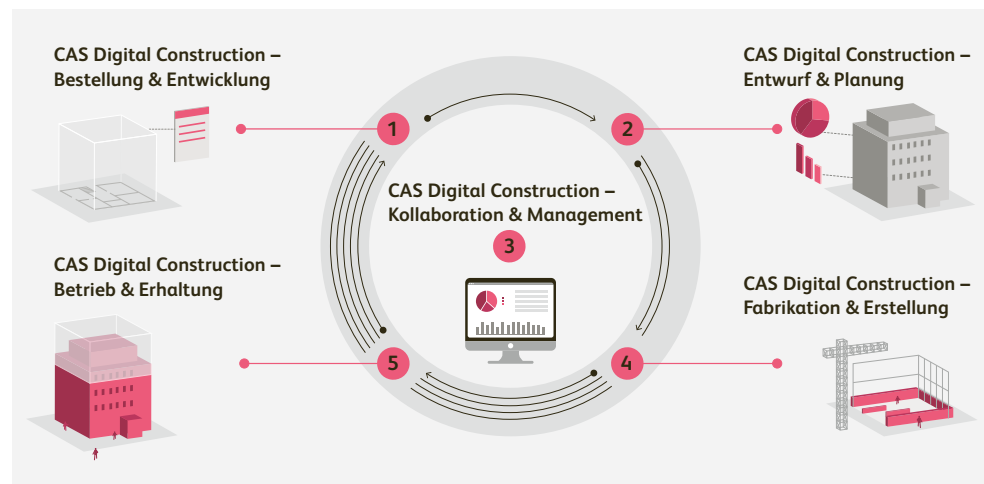 CAS Digital Construction –
Bestellung & Entwicklung
1
CAS Digital Construction –
Entwurf & Planung
2
CAS Digital Construction –
Kollaboration & Management
3
CAS Digital Construction –
Fabrikation & Erstellung
4
CAS Digital Construction –
Betrieb & Erhaltung
5